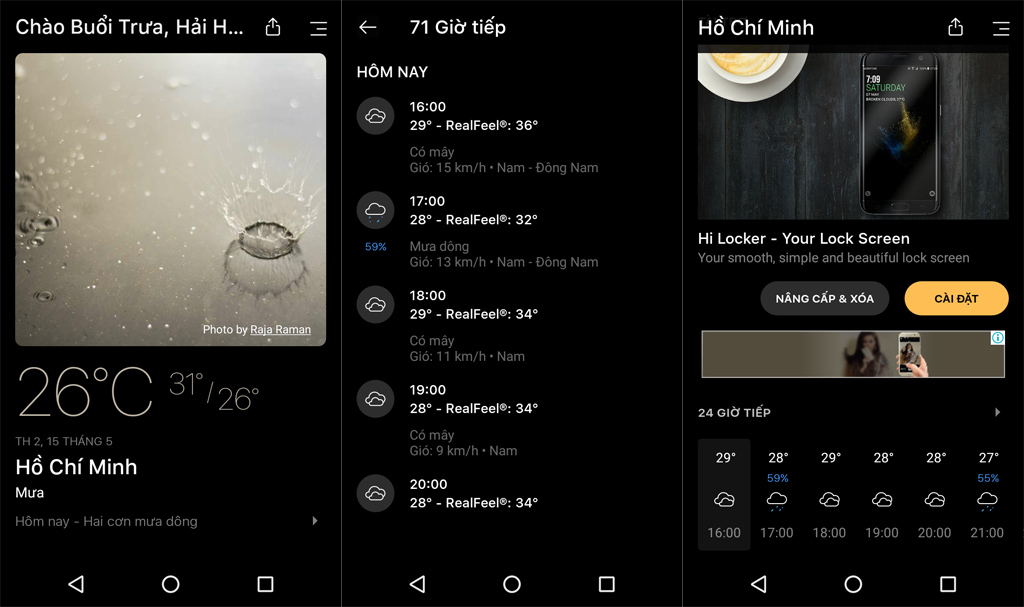 Chào Buổi Trưa, Hải H...
Photo by Raja Raman
26°C 31°/26°
TH 2, 15 THÁNG 5
Hồ Chí Minh
Mưa
Hôm nay - Hai cơn mưa dông
71 Giờ tiếp
HÔM NAY
16:00
29° - RealFeel®: 36°
Có mây
Gió: 15 km/h • Nam - Đông Nam
17:00
28° - RealFeel®: 32°
59%
Mưa dông
Gió: 13 km/h • Nam - Đông Nam
18:00
29° - RealFeel®: 34°
Có mây
Gió: 11 km/h • Nam
19:00
28° - RealFeel®: 34°
Có mây
Gió: 9 km/h • Nam
20:00
28° - RealFeel®: 34°
Hồ Chí Minh
7:09
SATURDAY
07 MAY
BROKEN CLOUDS, 27°C
Hi Locker - Your Lock Screen
Your smooth, simple and beautiful lock screen
NÂNG CẤP & XÓA
CÀI ĐẶT
24 GIỜ TIẾP
29° 28° 29° 28° 28° 27°
59% 55%
16:00 17:00 18:00 19:00 20:00 21:00